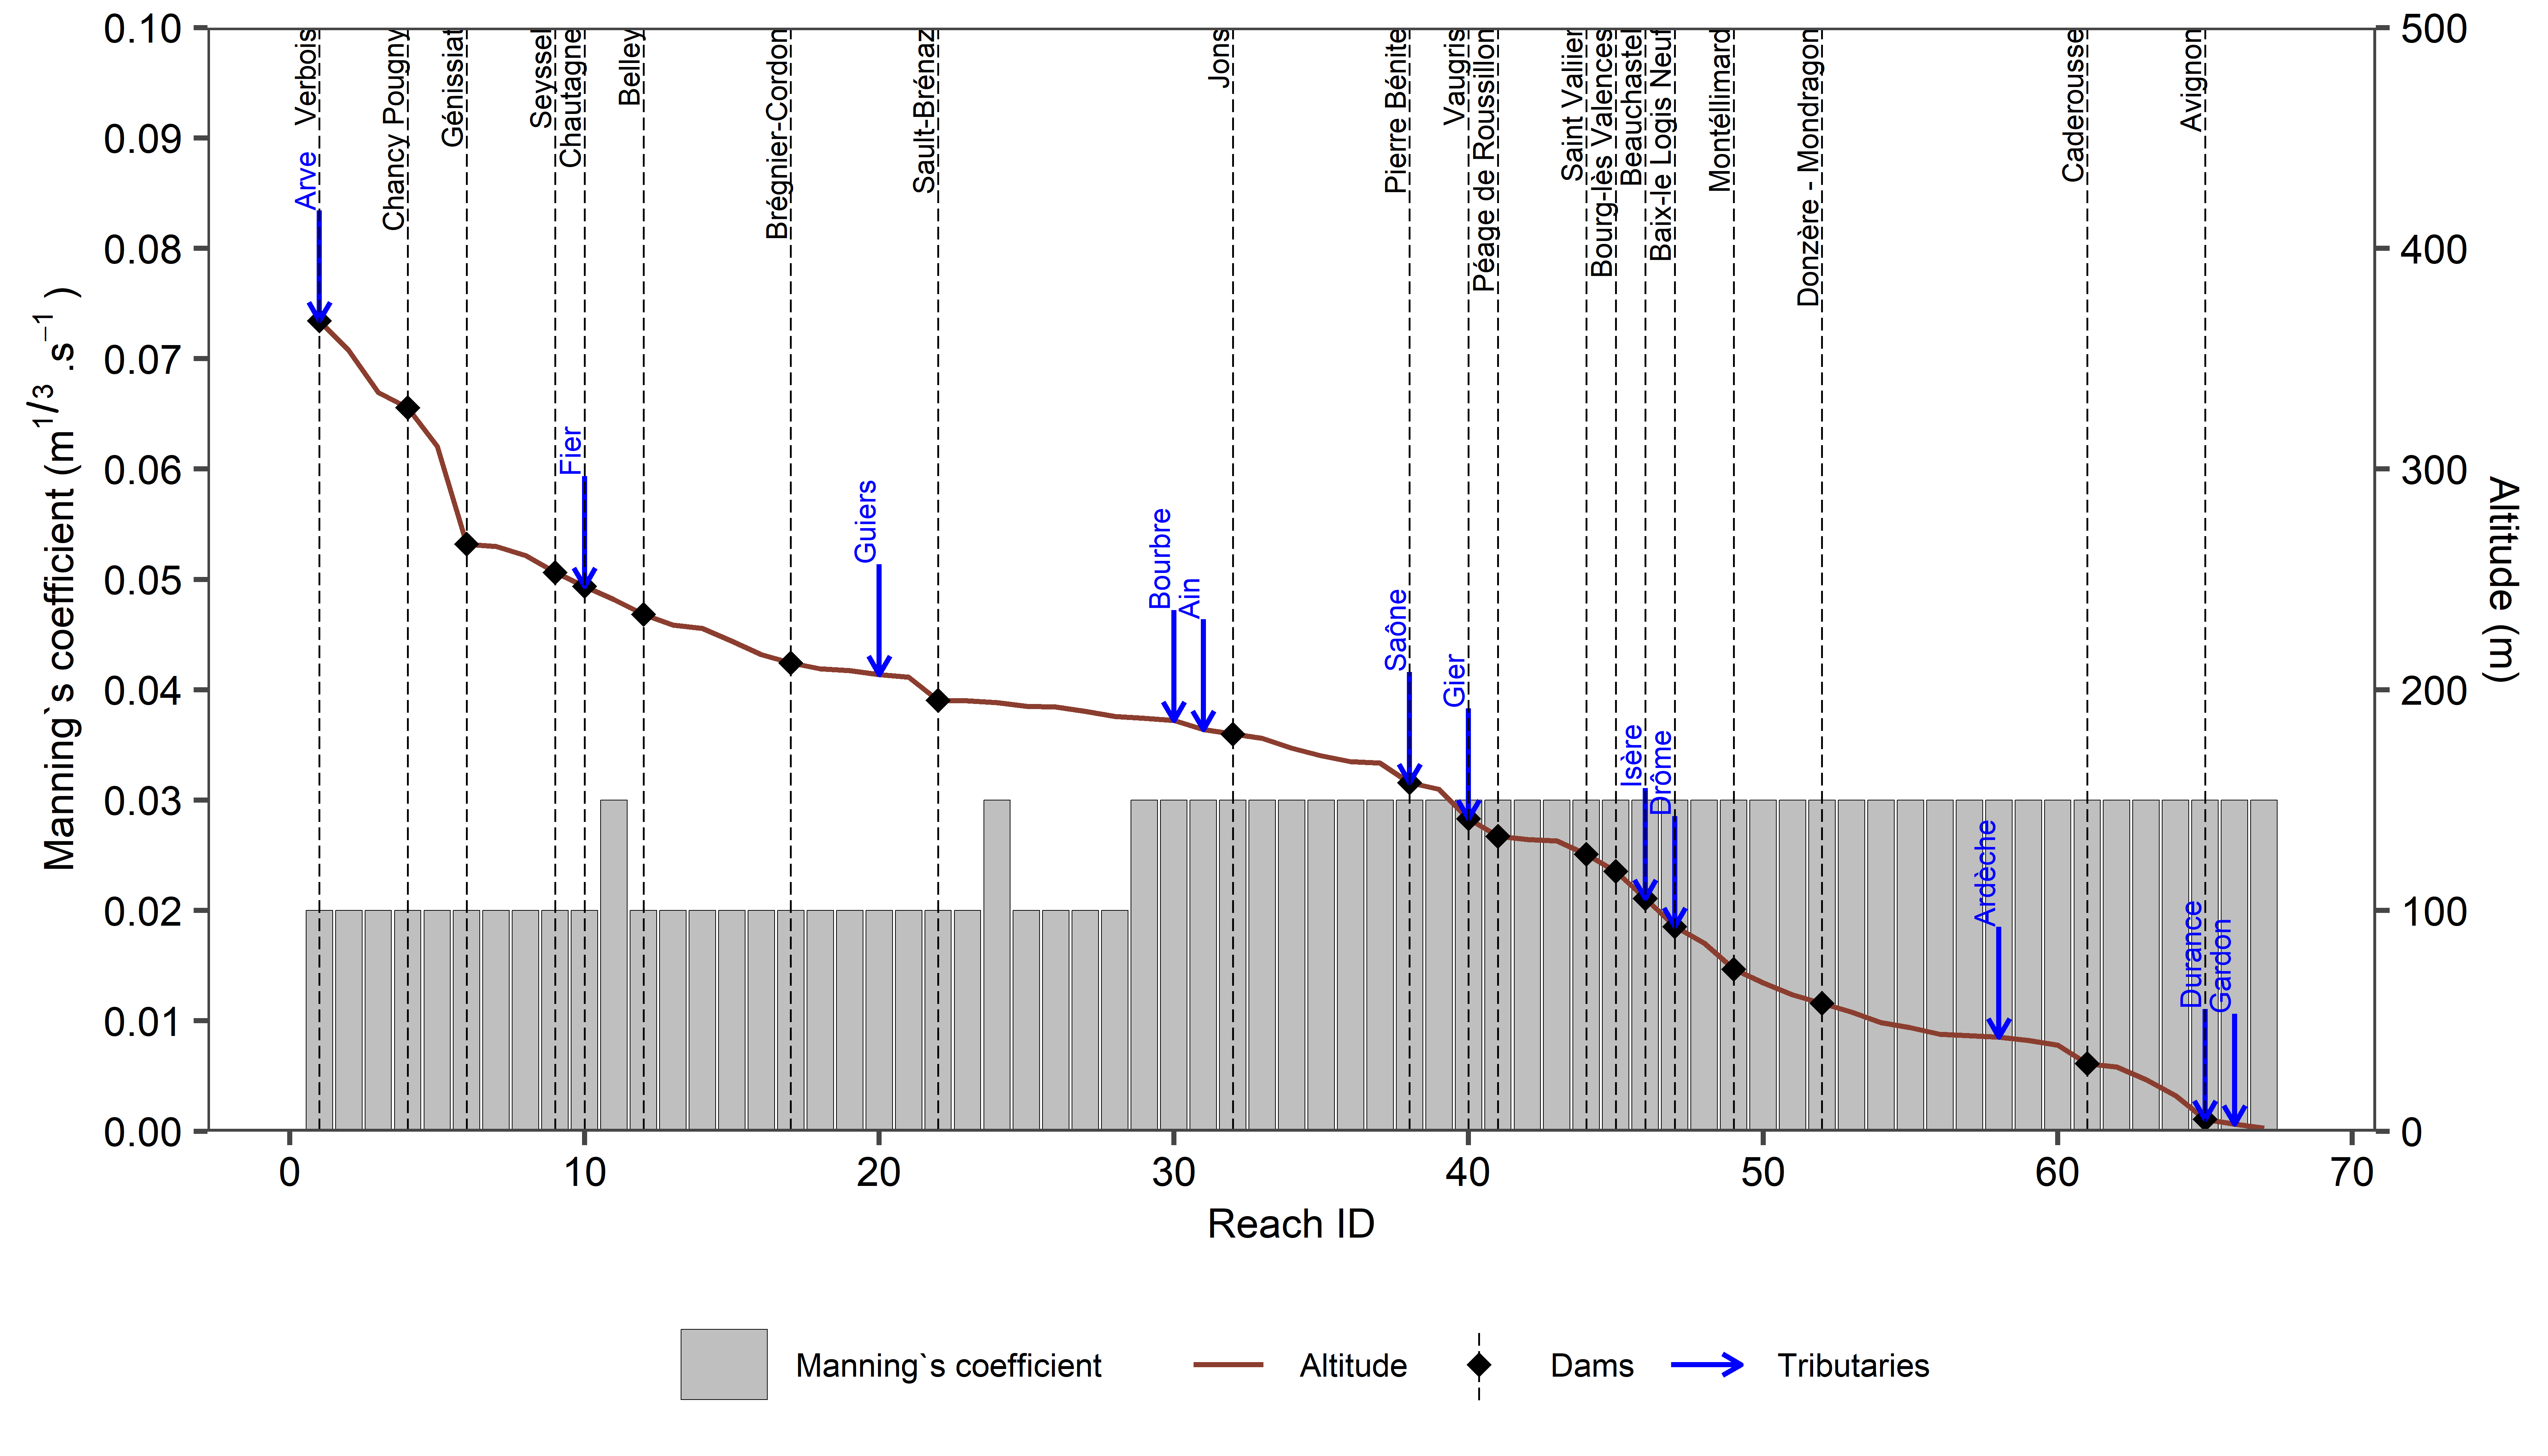 0.10
0.09
0.08
0.07
0.06
0.05
0.04
0.03
0.02
0.01
0.00
Manning`s coefficient (m1/3 .s−1 )
500
400
300
200
100
0
Altitude (m)
Verbois
Chancy Pougny
Génissiat
Seyssel
Chautagne
Belley
Brégnier-Cordon
Sault-Brénaz
Jons
Pierre Bénite
Vaugris
Péage de Roussillon
Saint Valiier
Bourg-lès Valences
Beauchastel
Baix-le Logis Neuf
Montéllimard
Donzère - Mondragon
Caderousse
Avignon
Arve
Fier
Guiers
Bourbre
Ain
Saône
Gier
Isère
Drôme
Ardèche
Durance
Gardon
0 10 20 30 40 50 60 70
Reach ID
Manning`s coefficient Altitude Dams Tributaries